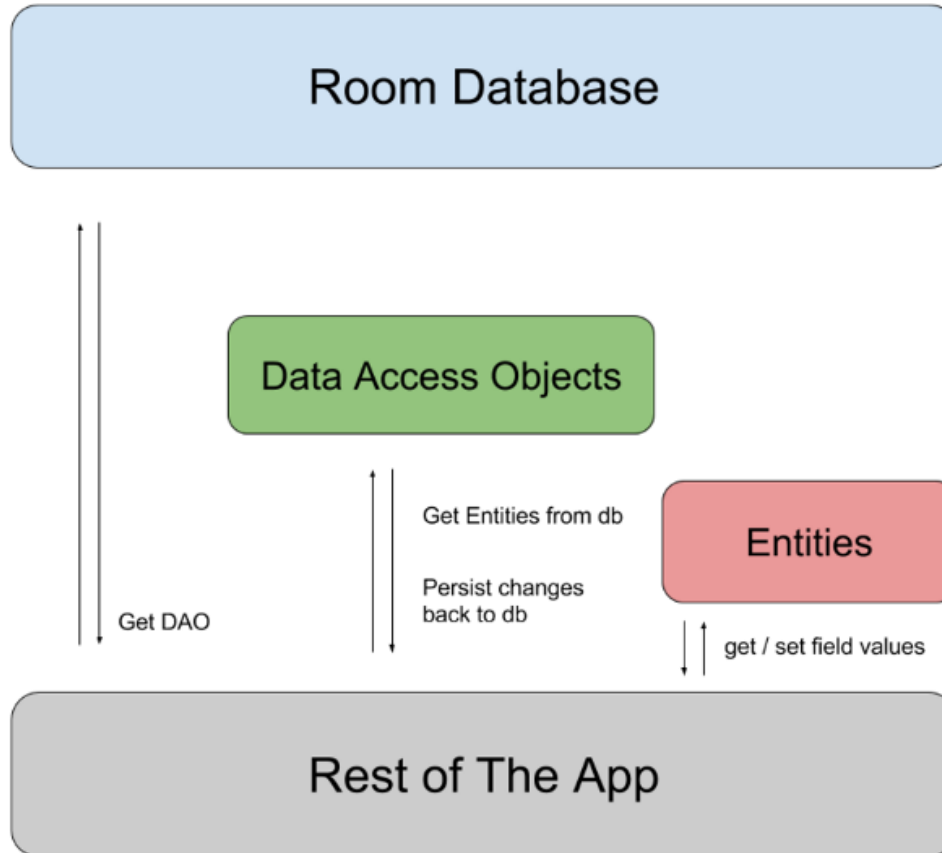 Room Database
Data Access Objects
Get Entities from db
Entities
Persist changes
back to db
Get DAO
get / set field values
Rest of The App